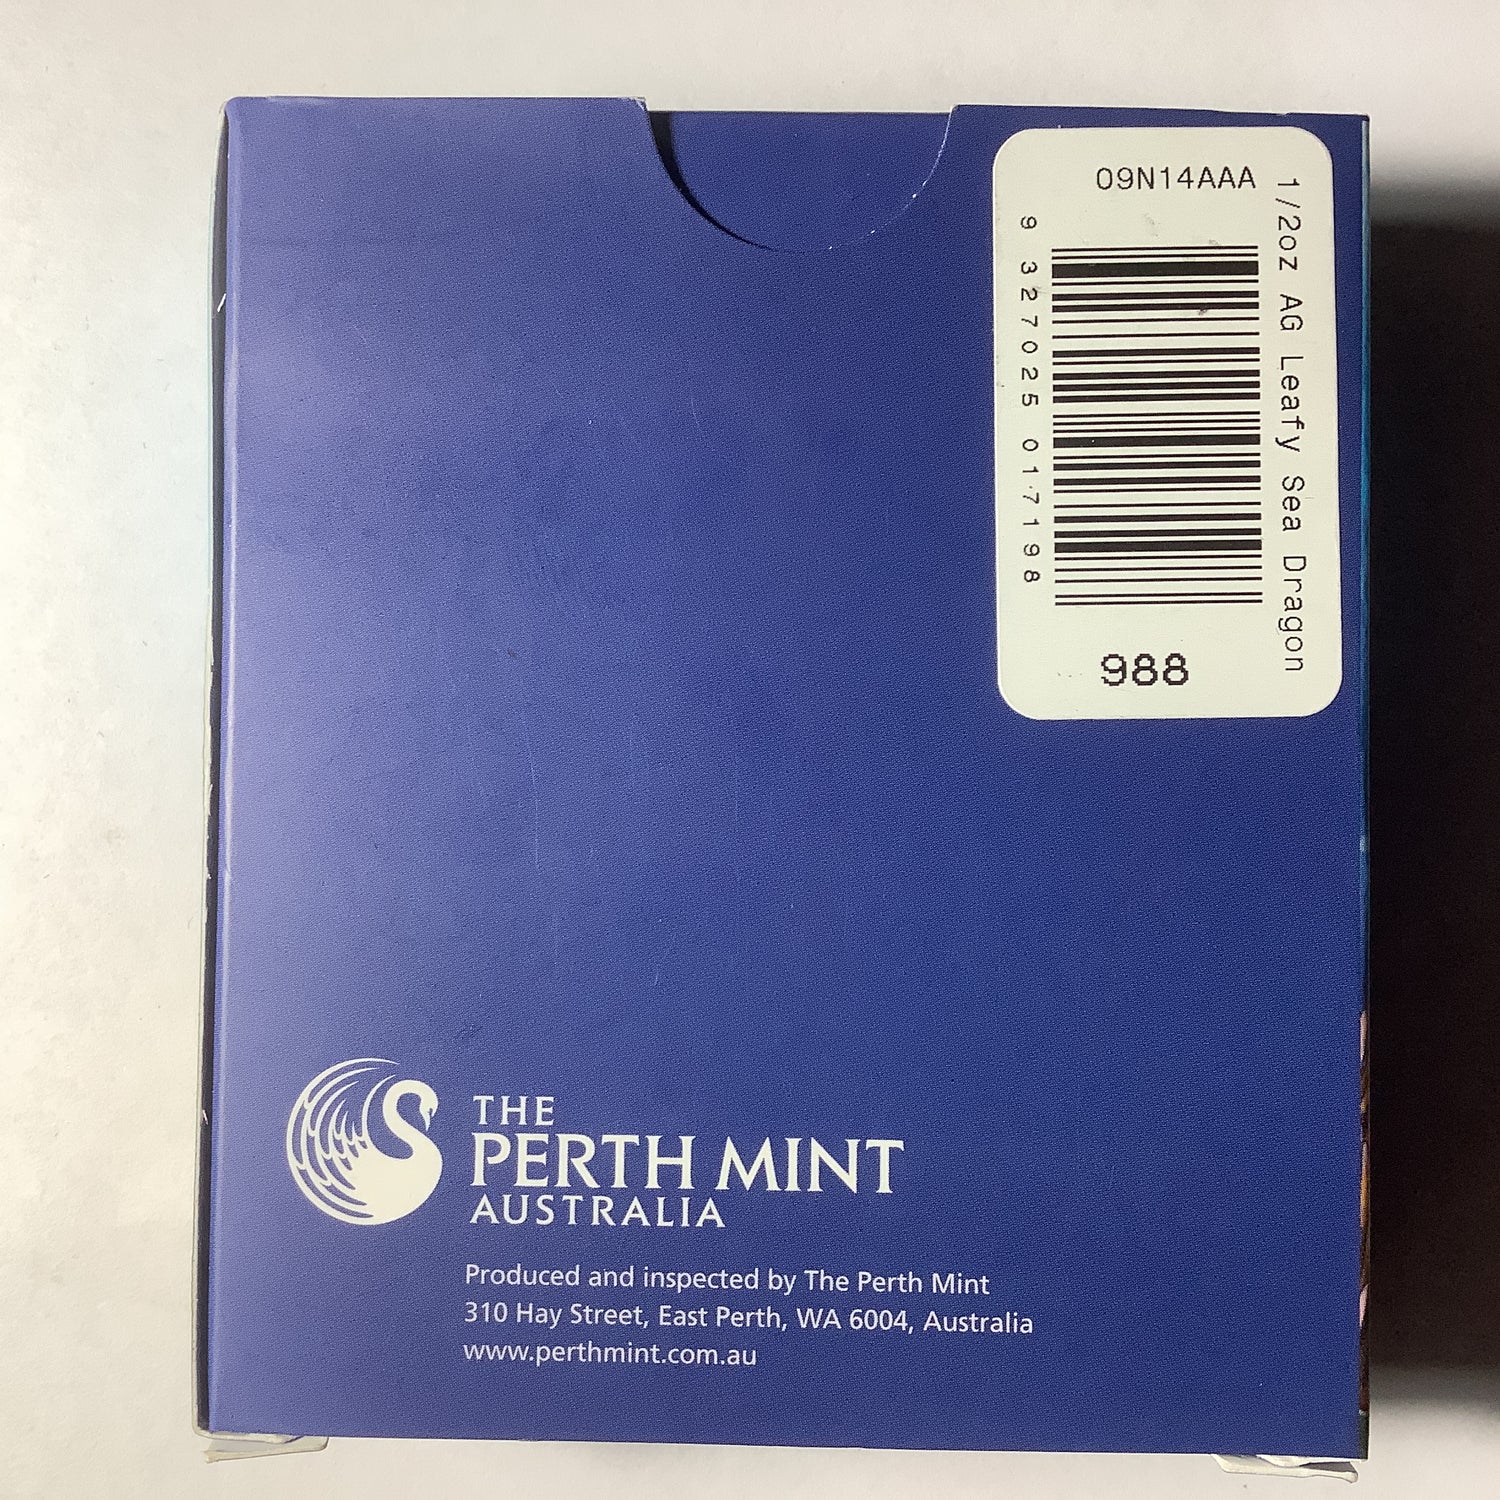 09N14AAA
1/2oz AG Leafy Sea Dragon
9 327025 017198
988
THE
PERTH MINT
AUSTRALIA
Produced and inspected by The Perth Mint
310 Hay Street, East Perth, WA 6004, Australia
www.perthmint.com.au